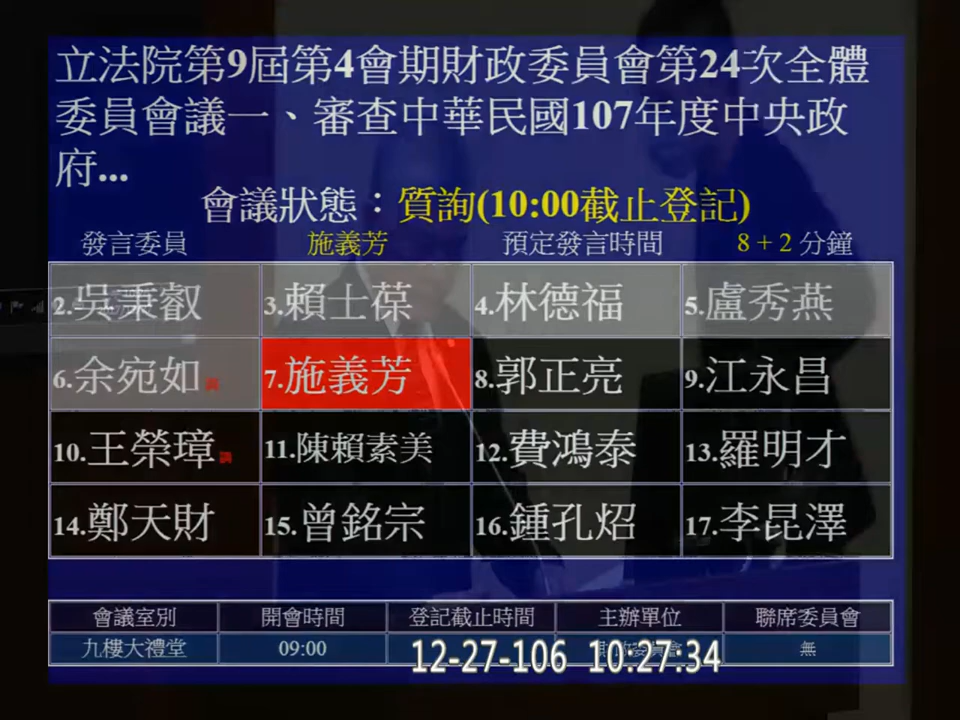 立法院第9屆第4會期財政委員會第24次全體
委員會議一、審查中華民國107年度中央政
府...
會議狀態：質詢(10:00截止登記)
發言委員 施義芳 預定發言時間 8 + 2 分鐘
2.吳秉叡 3.賴士葆 4.林德福 5.盧秀燕
6.余宛如 7.施義芳 8.郭正亮 9.江永昌
10.王榮璋 11.陳賴素美 12.費鴻泰 13.羅明才
14.鄭天財 15.曾銘宗 16.鍾孔炤 17.李昆澤
會議室別 開會時間 登記截止時間 主辦單位 聯席委員會
九樓大禮堂 09:00 無
12-27-106 10:27:34